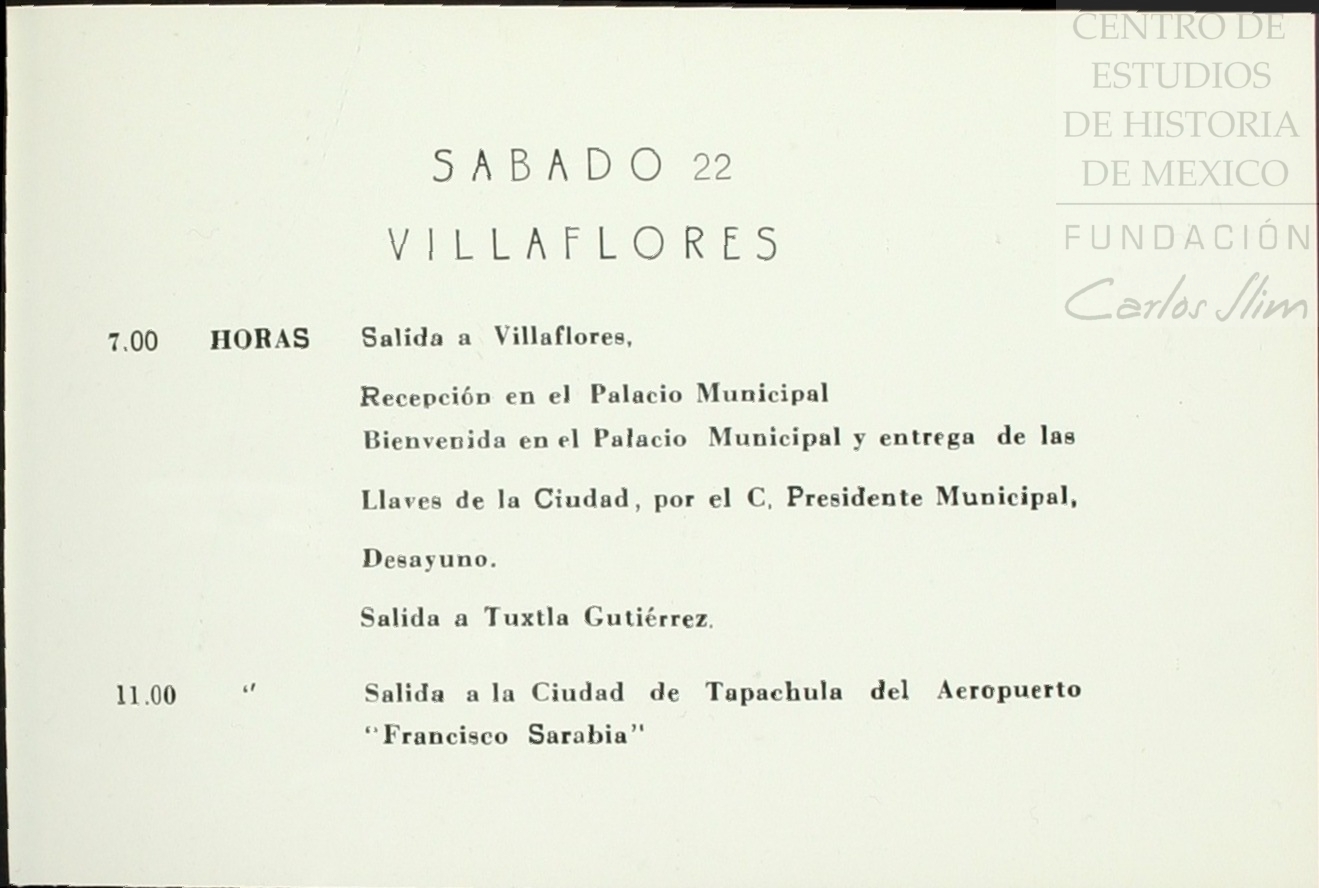 CENTRO DE
ESTUDIOS
DE HISTORIA
DE MEXICO
FUNDACIÓN
Carlos Slim
SABADO 22
VILLAFLORES
7.00 HORAS Salida a Villaflores,
Recepción en el Palacio Municipal
Bienvenida en el Palacio Municipal y entrega de las
Llaves de la Ciudad, por el C, Presidente Municipal,
Desayuno.
Salida a Tuxtla Gutiérrez.
11.00 " Salida a la Ciudad de Tapachula del Aeropuerto
"Francisco Sarabia"